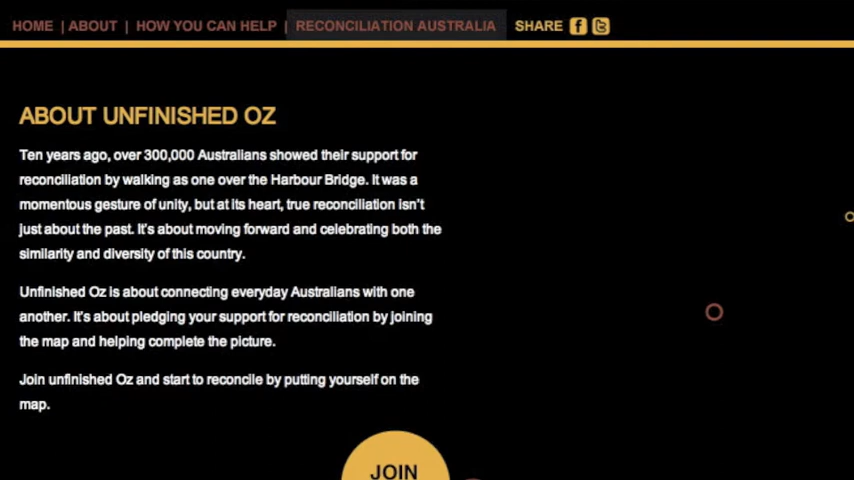 HOME | ABOUT | HOW YOU CAN HELP | RECONCILIATION AUSTRALIA SHARE
ABOUT UNFINISHED OZ
Ten years ago, over 300,000 Australians showed their support for
reconciliation by walking as one over the Harbour Bridge. It was a
momentous gesture of unity, but at its heart, true reconciliation isn't
just about the past. It's about moving forward and celebrating both the
similarity and diversity of this country.
Unfinished Oz is about connecting everyday Australians with one
another. It's about pledging your support for reconciliation by joining
the map and helping complete the picture.
Join unfinished Oz and start to reconcile by putting yourself on the
map.
JOIN